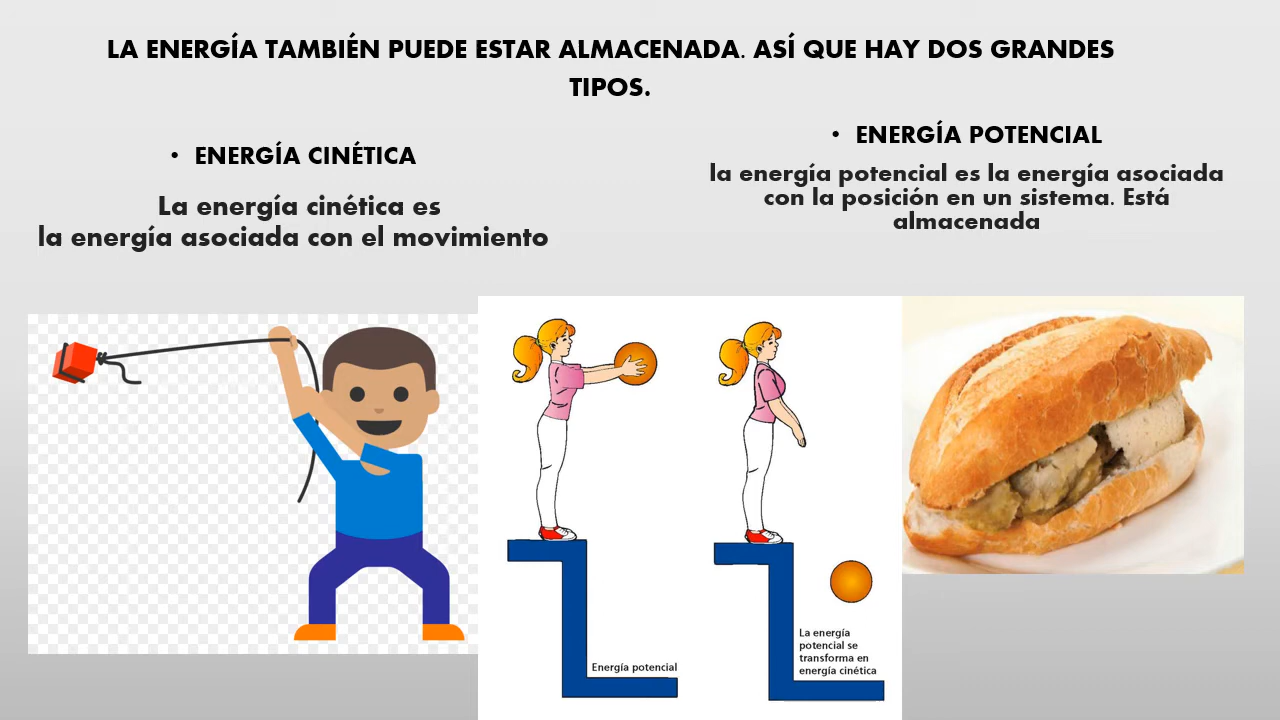 LA ENERGÍA TAMBIÉN PUEDE ESTAR ALMACENADA. ASÍ QUE HAY DOS GRANDES
TIPOS.
• ENERGÍA CINÉTICA
La energía cinética es
la energía asociada con el movimiento
• ENERGÍA POTENCIAL
la energía potencial es la energía asociada
con la posición en un sistema. Está
almacenada
Energía potencial
La energía
potencial se
transforma en
energía cinética